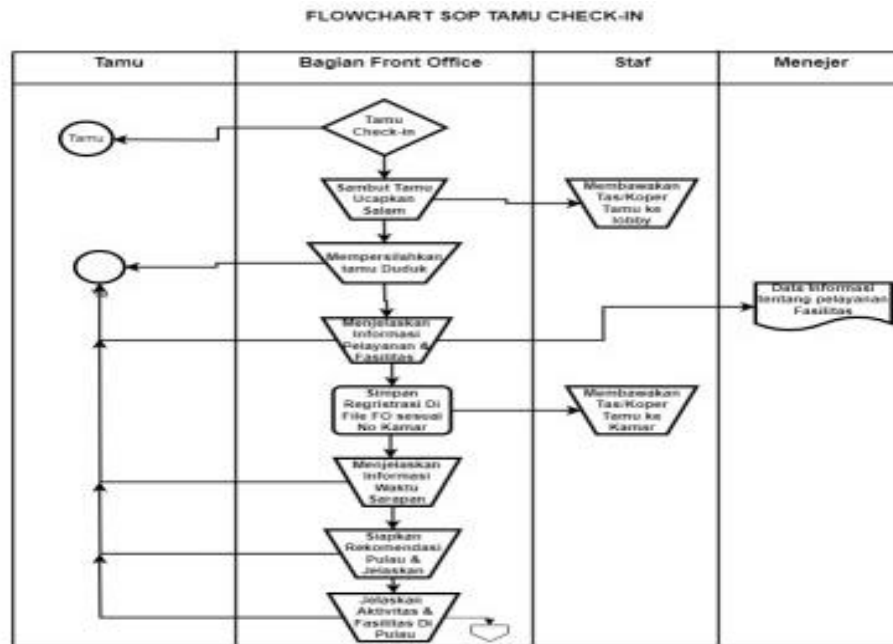 FLOWCHART SOP TAMU CHECK-IN
Tamu
Bagian Front Office
Staf
Menejer
Tamu
Check-in
Tamu
Sambut Tamu
Ucapkan
Salam
Membawakan
Tas/Koper
Tamu ke
lobby
Mempersilahkan
tamu Duduk
Data Informasi
tentang pelayanan
Fasilitas
Menjelaskan
Informasi
Pelayanan &
Fasilitas
Simpan
Regristrasi Di
File FO sesuai
No Kamar
Membawakan
Tas/Koper
Tamu ke
Kamar
Menjelaskan
Informasi
Waktu
Sarapan
Siapkan
Rekomendasi
Pulau &
Jelaskan
Jelaskan
Aktivitas &
Fasilitas Di
Pulau